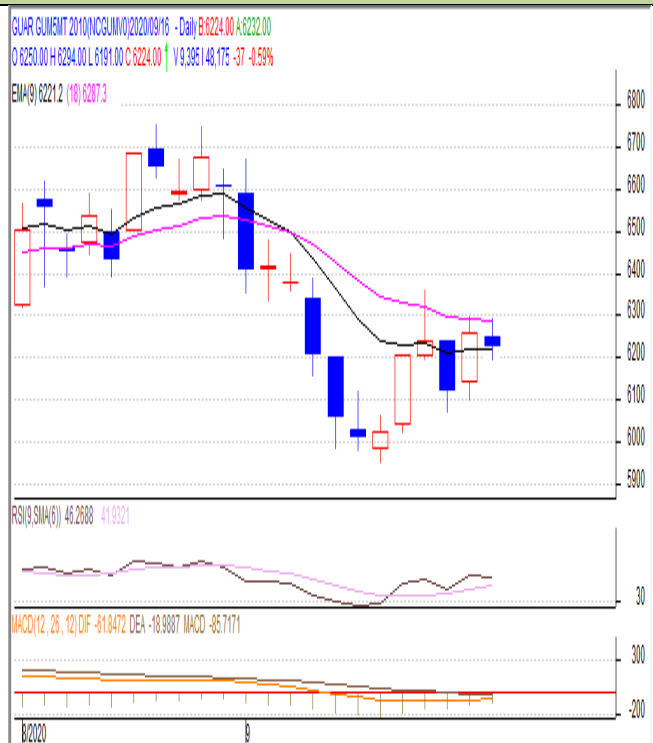 GUAR GUM5MT 2010(NCGUMV0)2020/09/16 - Daily B:6224.00 A:6232.00
O 6250.00 H 6294.00 L 6191.00 C 6224.00 ↑ V 9,395 I 48,175 -37 -0.59%
EMA(9) 6221.2 (18) 6287.3
6800
6700
6600
6500
6400
6300
6200
6100
6000
5900
RSI(9,SMA(6)) 46.2688 41.9321
30
MACD(12 , 26 , 12) DIF -61.8472 DEA -18.9887 MACD -85.7171
300
-200
8/2020 9